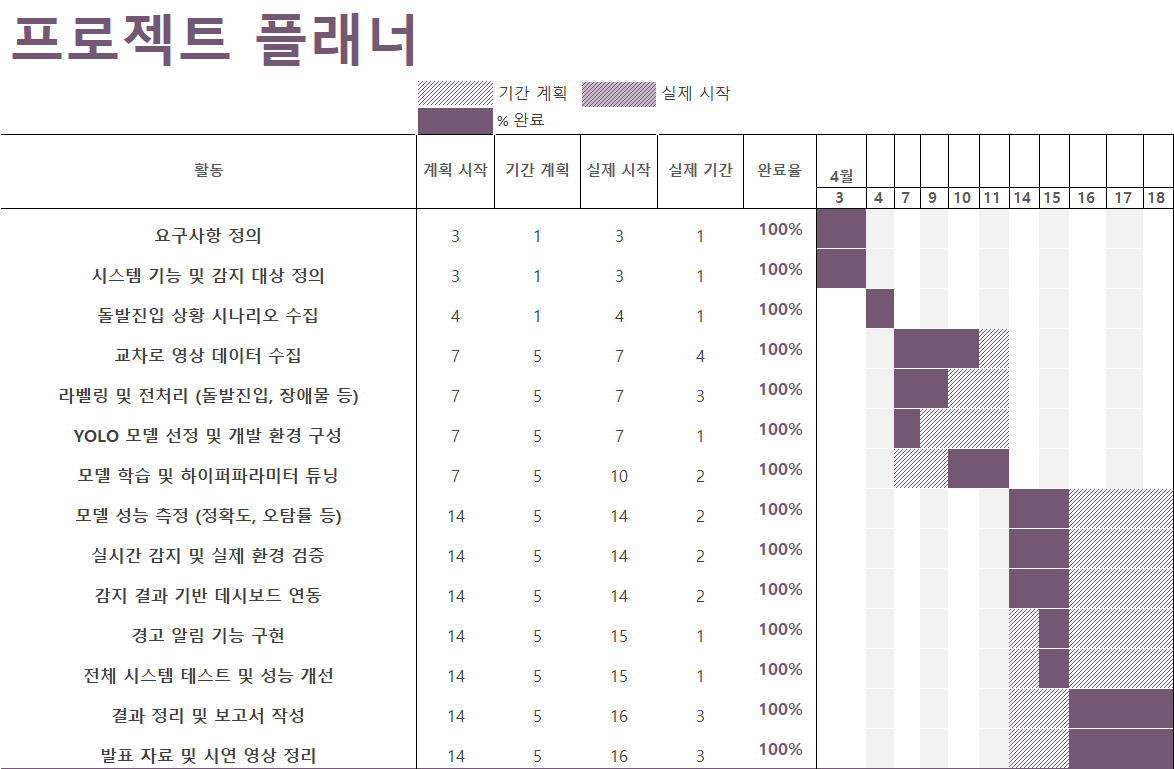 프로젝트 플래너
기간 계획 실제 시작
% 완료
활동 계획 시작 기간 계획 실제 시작 실제 기간 완료율 4월
3 4 7 9 10 11 14 15 16 17 18
요구사항 정의 3 1 3 1 100%
시스템 기능 및 감지 대상 정의 3 1 3 1 100%
돌발진입 상황 시나리오 수집 4 1 4 1 100%
교차로 영상 데이터 수집 7 5 7 4 100%
라벨링 및 전처리 (돌발진입, 장애물 등) 7 5 7 3 100%
YOLO 모델 선정 및 개발 환경 구성 7 5 7 1 100%
모델 학습 및 하이퍼파라미터 튜닝 7 5 10 2 100%
모델 성능 측정 (정확도, 오탐률 등) 14 5 14 2 100%
실시간 감지 및 실제 환경 검증 14 5 14 2 100%
감지 결과 기반 데시보드 연동 14 5 14 2 100%
경고 알림 기능 구현 14 5 15 1 100%
전체 시스템 테스트 및 성능 개선 14 5 15 1 100%
결과 정리 및 보고서 작성 14 5 16 3 100%
발표 자료 및 시연 영상 정리 14 5 16 3 100%